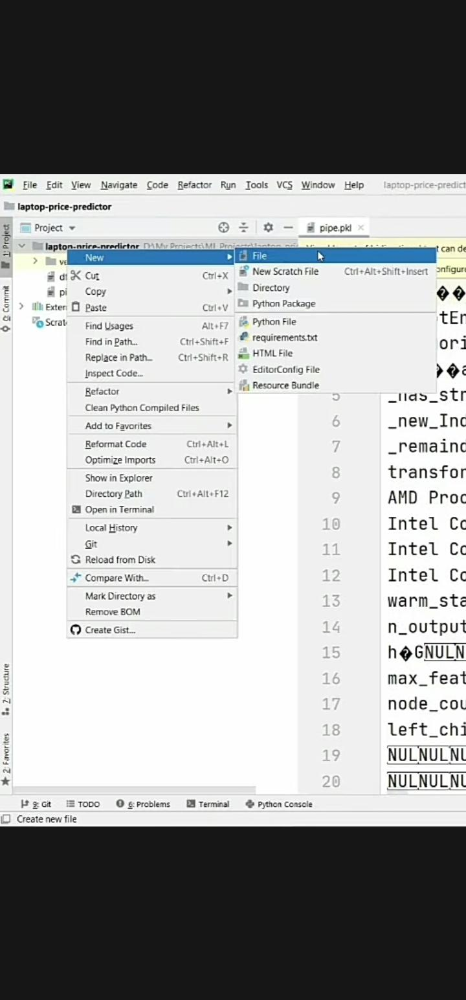 File Edit View Navigate Code Refactor Run Tools VCS Window Help laptop-price-predict
laptop-price-predictor
1: Project
Project
pipe.pkl
laptop-price-predictor D:\My Projects\ML Projects\laptop-pri
can de
New
File
ve
Cut Ctrl+X
New Scratch File Ctrl+Alt+Shift+Insert
onfigure
df
Copy
Directory
pi
Paste Ctrl+V
Python Package
Exter
Scrat
0: Commit
Find Usages Alt+F7
Python File
tEn
Find in Path... Ctrl+Shift+F
requirements.txt
ori
Replace in Path... Ctrl+Shift+R
HTML File
Inspect Code...
EditorConfig File
��a
Refactor
Resource Bundle
5 _has_str
Clean Python Compiled Files
6 _new_Ind
Add to Favorites
7 _remaind
Reformat Code Ctrl+Alt+L
Optimize Imports Ctrl+Alt+O
8 transfor
Show in Explorer
Directory Path Ctrl+Alt+F12
9 AMD Proc
Open in Terminal
10 Intel Co
Local History
Git
11 Intel Co
Reload from Disk
12 Intel Co
Compare With... Ctrl+D
13 warm_sta
Mark Directory as
Remove BOM
14 n_output
Create Gist...
15 h�GNULN
16 max_feat
17 node_cou
18 left_chi
19 NULNULNU
20 NULNULNU
7: Structure
2: Favorites
9: Git TODO 6: Problems Terminal Python Console
Create new file